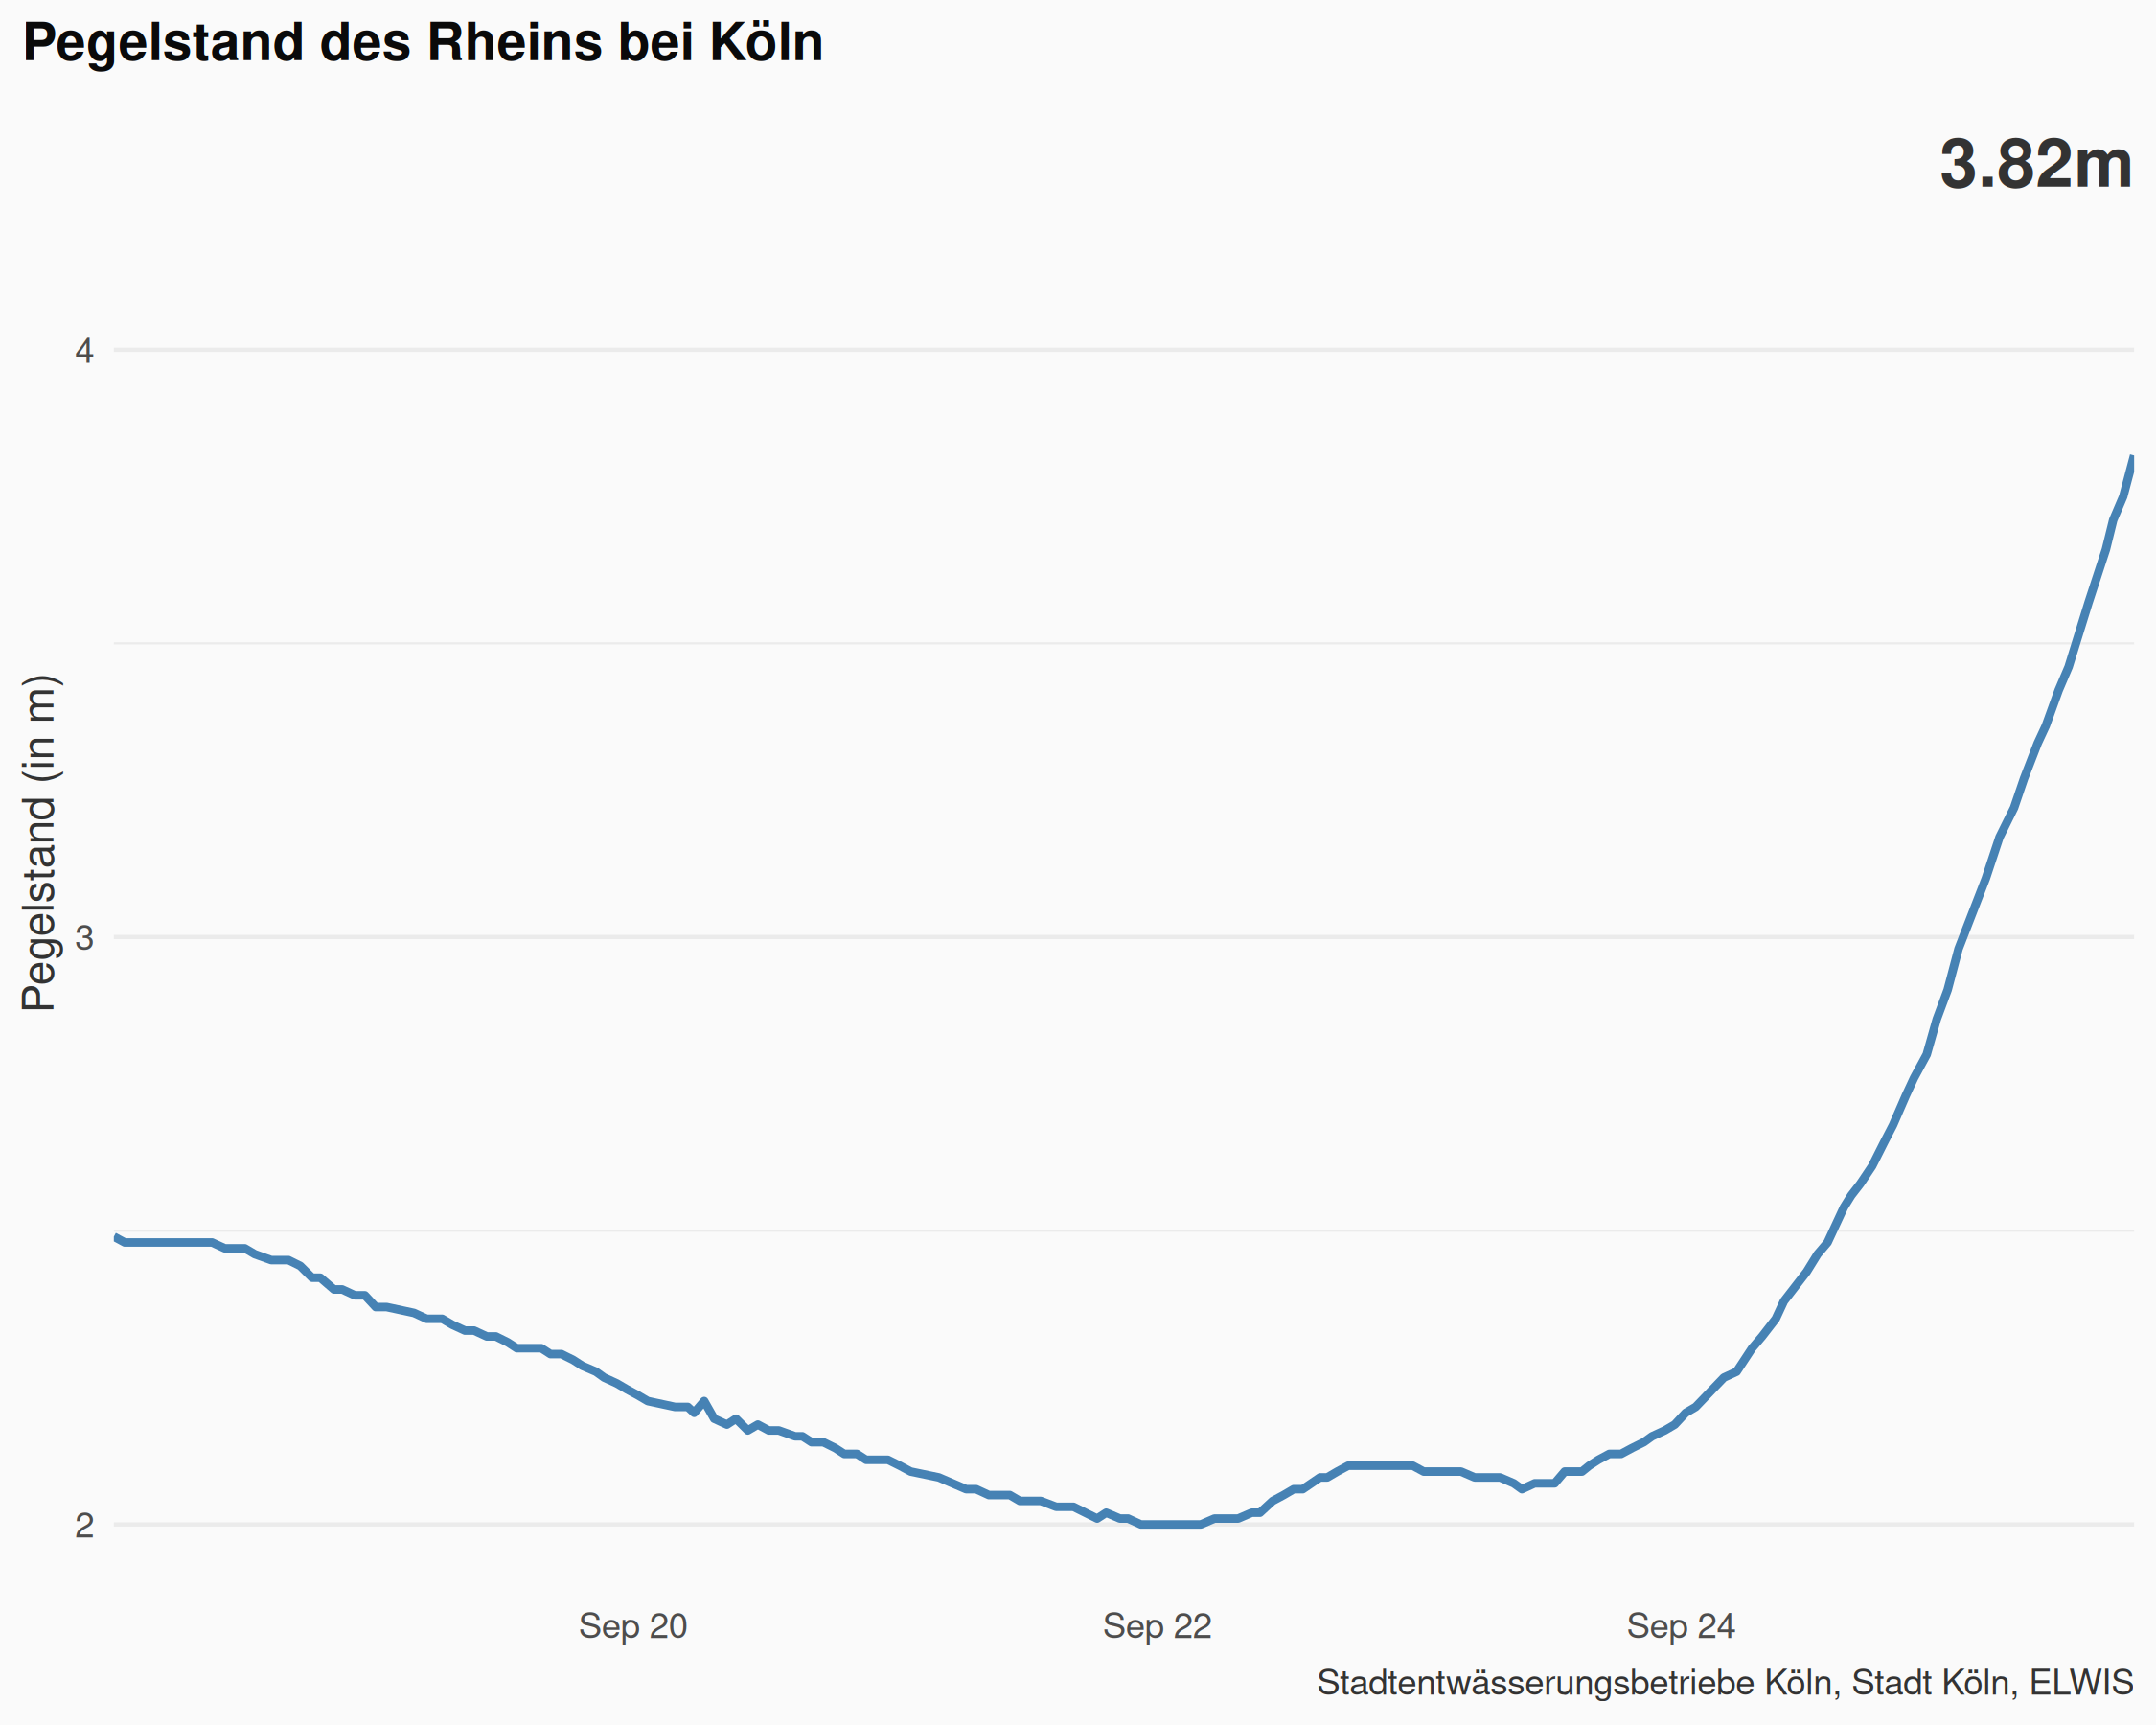 Pegelstand des Rheins bei Köln
3.82m
Pegelstand (in m)
4
3
2
Sep 20
Sep 22
Sep 24
Stadtentwässerungsbetriebe Köln, Stadt Köln, ELWIS